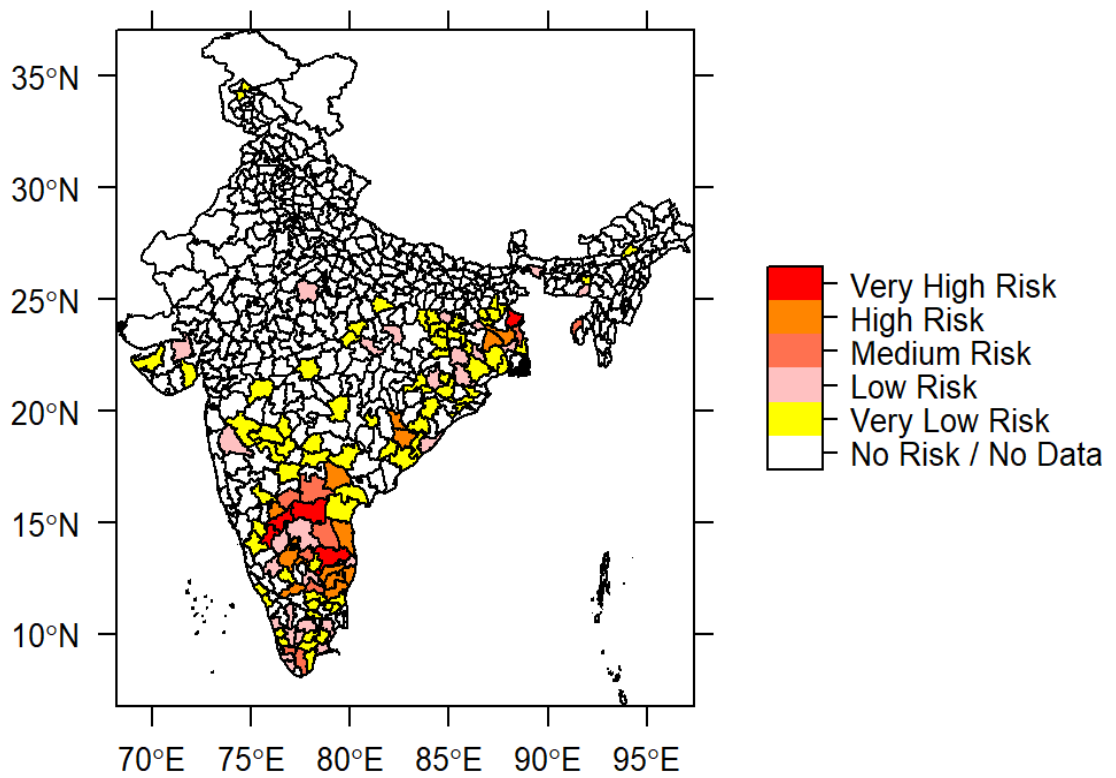 35°N
30°N
25°N
20°N
15°N
10°N
70°E 75°E 80°E 85°E 90°E 95°E
Very High Risk
High Risk
Medium Risk
Low Risk
Very Low Risk
No Risk / No Data